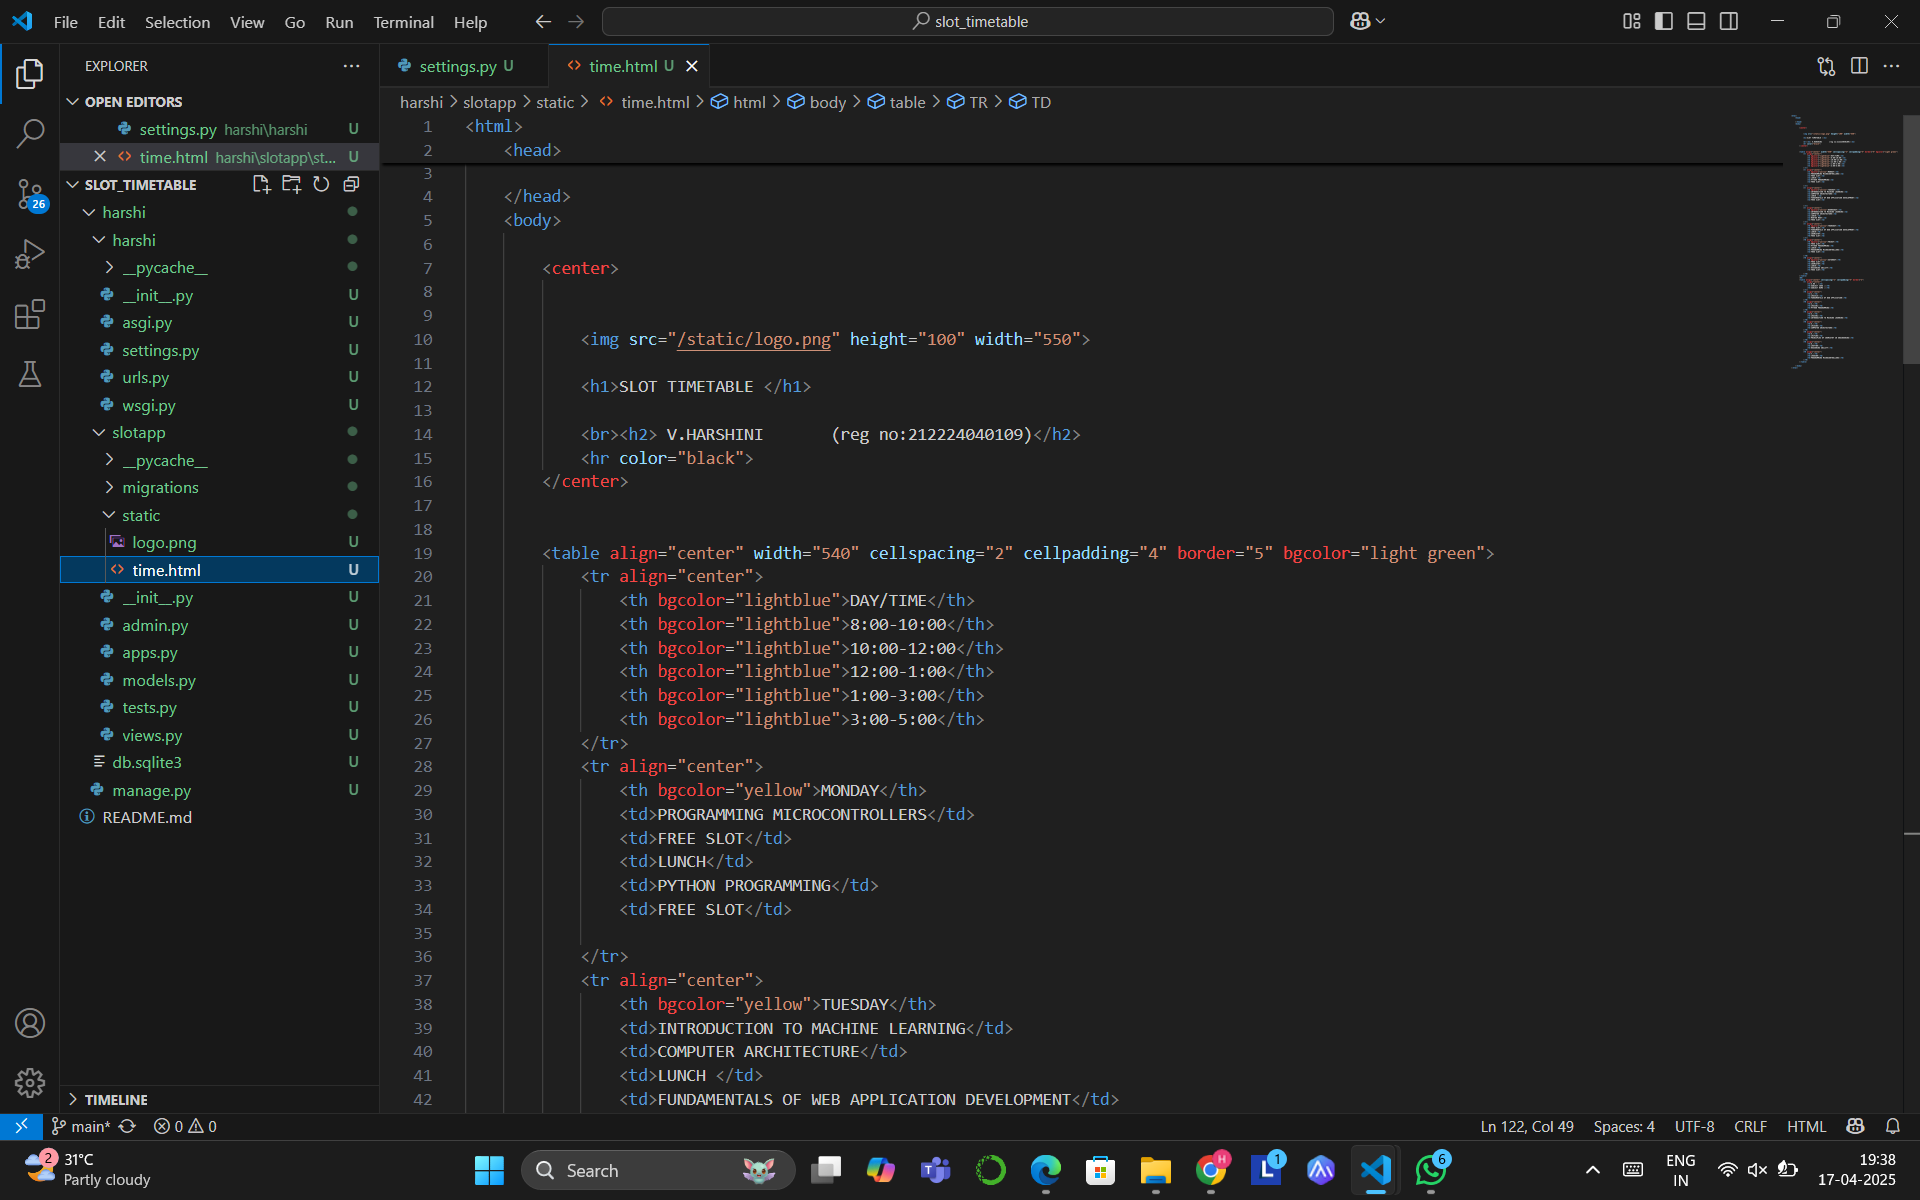 File Edit Selection View Go Run Terminal Help
slot_timetable
EXPLORER
OPEN EDITORS
settings.py harshi\harshi U
time.html harshi\slotapp\st... U
SLOT_TIMETABLE
26
harshi
harshi
__pycache__
__init__.py U
asgi.py U
settings.py U
urls.py U
wsgi.py U
slotapp
__pycache__
migrations
static
logo.png U
time.html U
__init__.py U
admin.py U
apps.py U
models.py U
tests.py U
views.py U
db.sqlite3 U
manage.py U
README.md
TIMELINE
settings.py U time.html U
harshi > slotapp > static > time.html > html > body > table > TR > TD
1 <html>
2 <head>
3
4 </head>
5 <body>
6
7 <center>
8
9
10 <img src="/static/logo.png" height="100" width="550">
11
12 <h1>SLOT TIMETABLE </h1>
13
14 <br><h2> V.HARSHINI (reg no:212224040109)</h2>
15 <hr color="black">
16 </center>
17
18
19 <table align="center" width="540" cellspacing="2" cellpadding="4" border="5" bgcolor="light green">
20 <tr align="center">
21 <th bgcolor="lightblue">DAY/TIME</th>
22 <th bgcolor="lightblue">8:00-10:00</th>
23 <th bgcolor="lightblue">10:00-12:00</th>
24 <th bgcolor="lightblue">12:00-1:00</th>
25 <th bgcolor="lightblue">1:00-3:00</th>
26 <th bgcolor="lightblue">3:00-5:00</th>
27 </tr>
28 <tr align="center">
29 <th bgcolor="yellow">MONDAY</th>
30 <td>PROGRAMMING MICROCONTROLLERS</td>
31 <td>FREE SLOT</td>
32 <td>LUNCH</td>
33 <td>PYTHON PROGRAMMING</td>
34 <td>FREE SLOT</td>
35
36 </tr>
37 <tr align="center">
38 <th bgcolor="yellow">TUESDAY</th>
39 <td>INTRODUCTION TO MACHINE LEARNING</td>
40 <td>COMPUTER ARCHITECTURE</td>
41 <td>LUNCH </td>
42 <td>FUNDAMENTALS OF WEB APPLICATION DEVELOPMENT</td>
main* 0 0 Ln 122, Col 49 Spaces: 4 UTF-8 CRLF HTML
2 31°C
Partly cloudy
Search
H
1
6
ENG
IN
19:38
17-04-2025